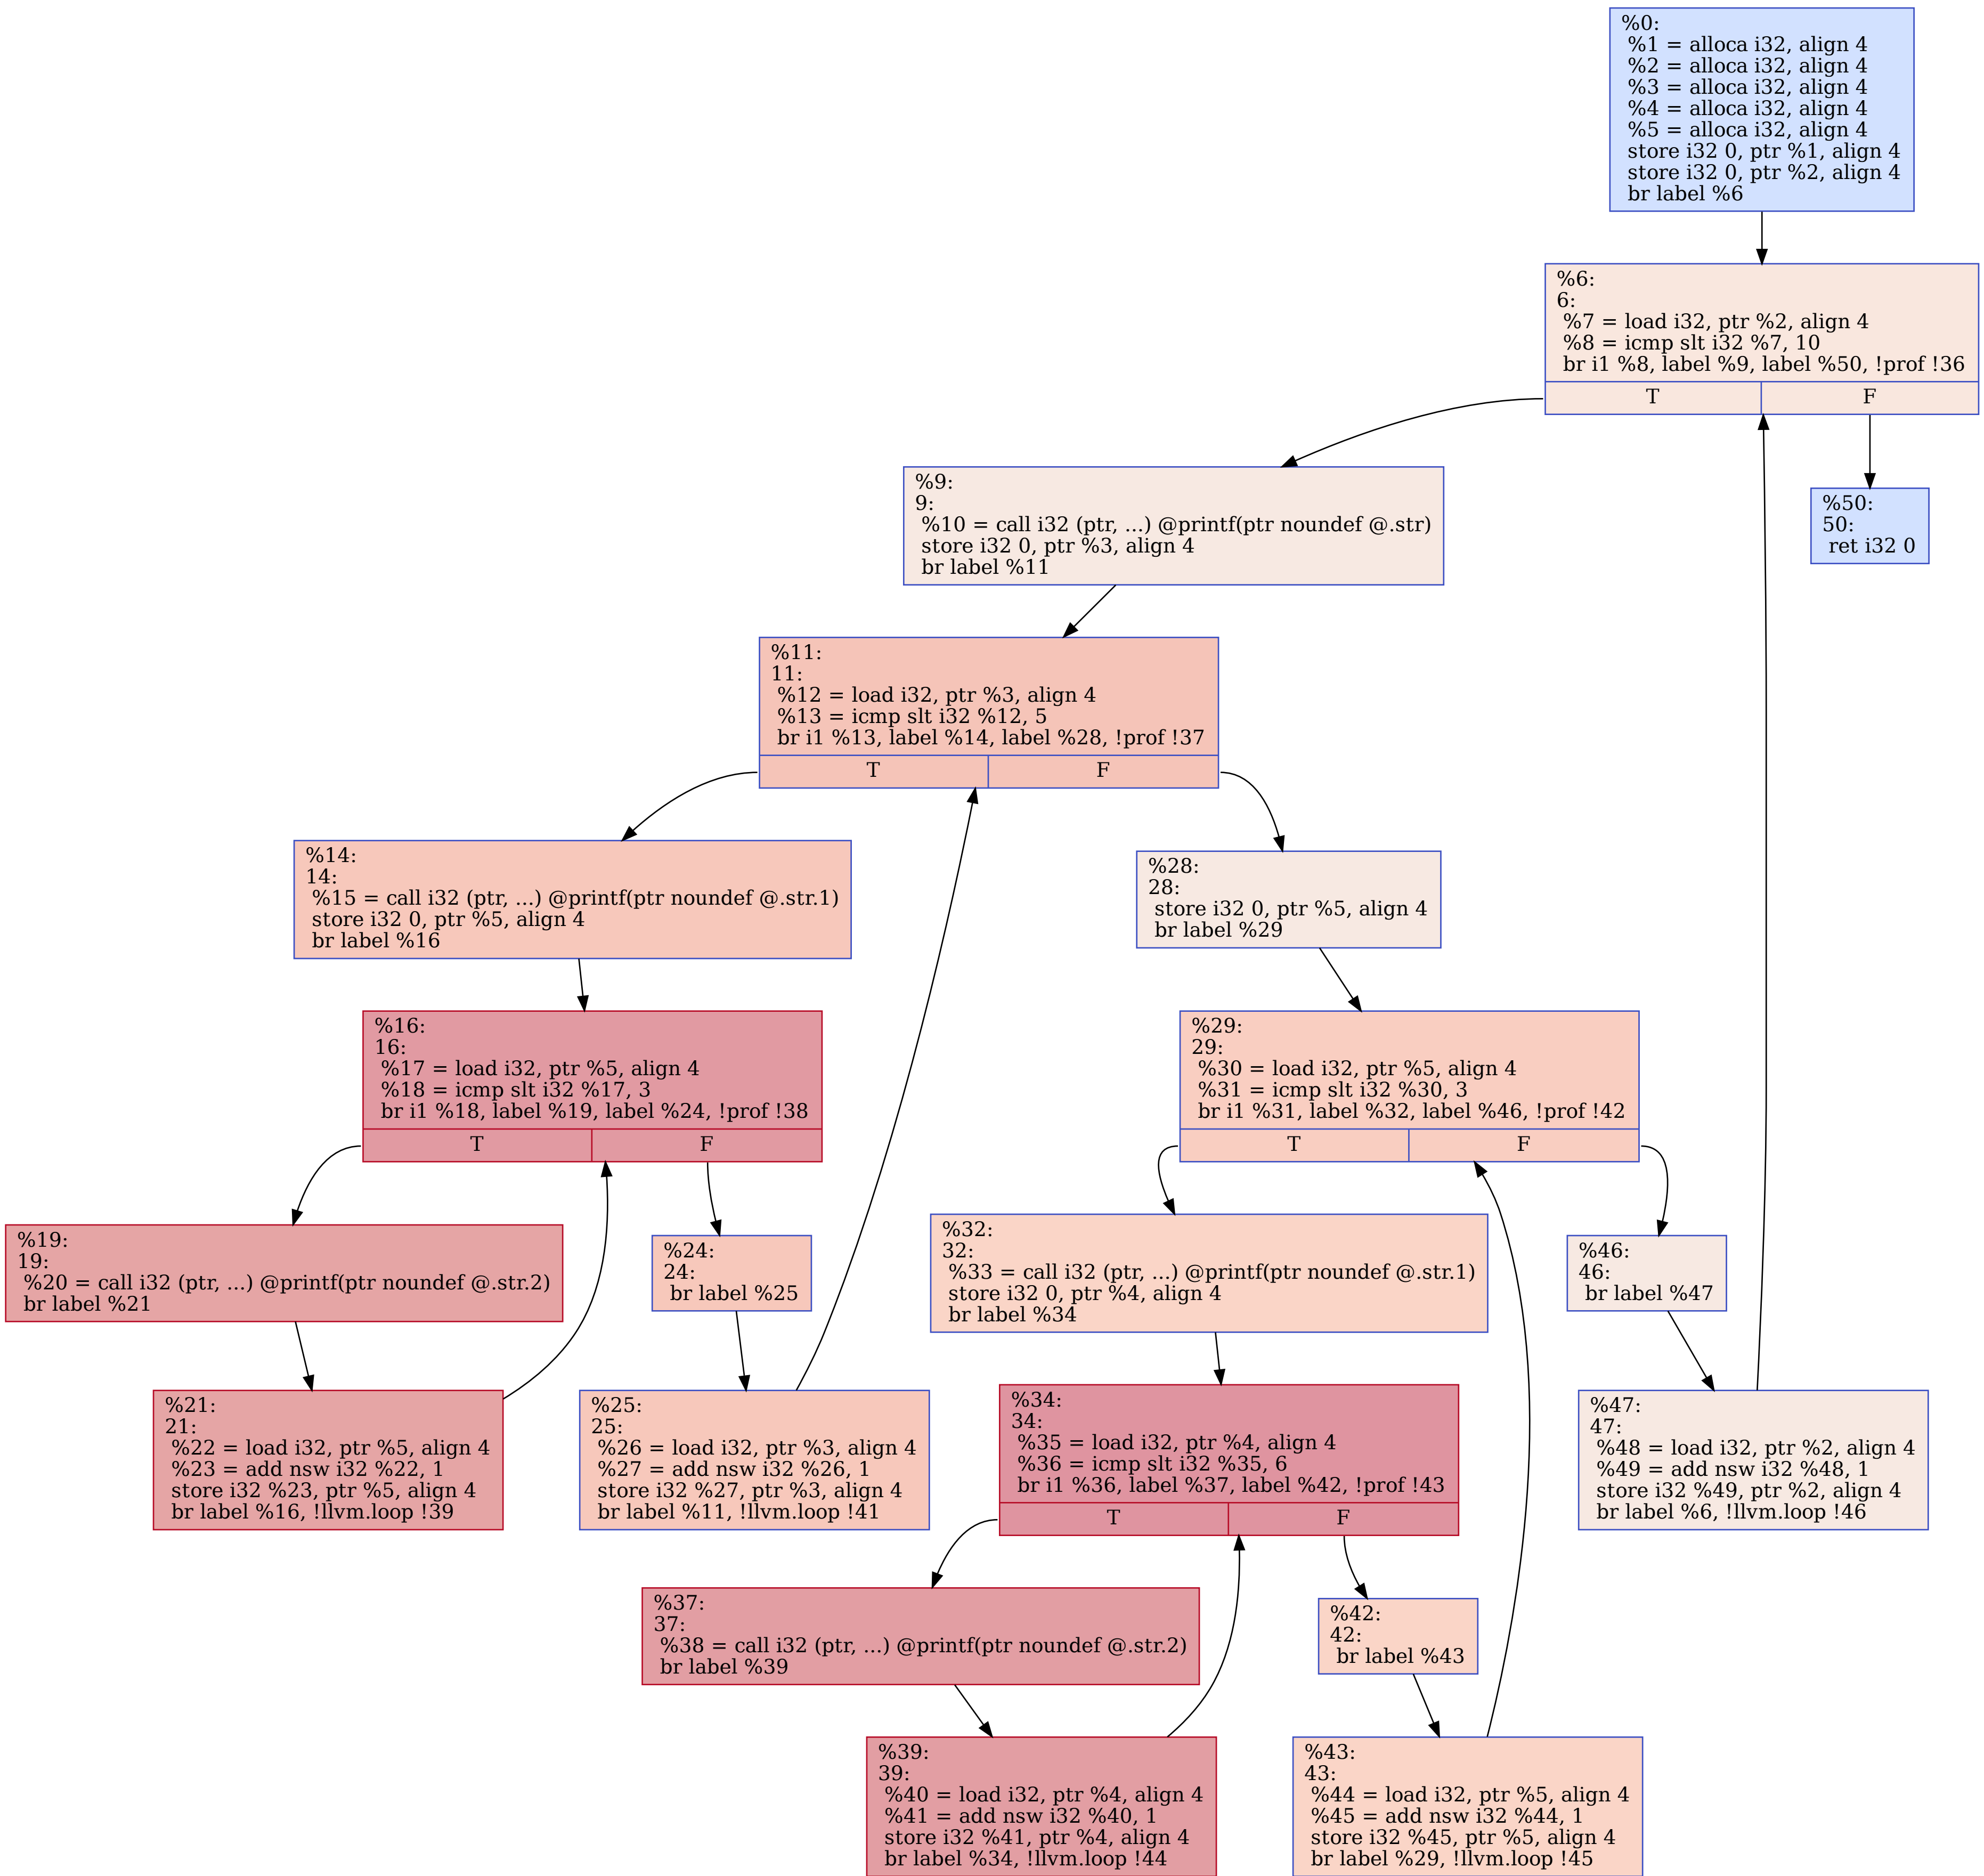 %0:
%1 = alloca i32, align 4
%2 = alloca i32, align 4
%3 = alloca i32, align 4
%4 = alloca i32, align 4
%5 = alloca i32, align 4
store i32 0, ptr %1, align 4
store i32 0, ptr %2, align 4
br label %6
%6:
6:
%7 = load i32, ptr %2, align 4
%8 = icmp slt i32 %7, 10
br i1 %8, label %9, label %50, !prof !36
T
F
%9:
9:
%10 = call i32 (ptr, ...) @printf(ptr noundef @.str)
store i32 0, ptr %3, align 4
br label %11
%50:
50:
ret i32 0
%11:
11:
%12 = load i32, ptr %3, align 4
%13 = icmp slt i32 %12, 5
br i1 %13, label %14, label %28, !prof !37
T
F
%14:
14:
%15 = call i32 (ptr, ...) @printf(ptr noundef @.str.1)
store i32 0, ptr %5, align 4
br label %16
%28:
28:
store i32 0, ptr %5, align 4
br label %29
%16:
16:
%17 = load i32, ptr %5, align 4
%18 = icmp slt i32 %17, 3
br i1 %18, label %19, label %24, !prof !38
T
F
%29:
29:
%30 = load i32, ptr %5, align 4
%31 = icmp slt i32 %30, 3
br i1 %31, label %32, label %46, !prof !42
T
F
%19:
19:
%20 = call i32 (ptr, ...) @printf(ptr noundef @.str.2)
br label %21
%24:
24:
br label %25
%32:
32:
%33 = call i32 (ptr, ...) @printf(ptr noundef @.str.1)
store i32 0, ptr %4, align 4
br label %34
%46:
46:
br label %47
%21:
21:
%22 = load i32, ptr %5, align 4
%23 = add nsw i32 %22, 1
store i32 %23, ptr %5, align 4
br label %16, !llvm.loop !39
%25:
25:
%26 = load i32, ptr %3, align 4
%27 = add nsw i32 %26, 1
store i32 %27, ptr %3, align 4
br label %11, !llvm.loop !41
%34:
34:
%35 = load i32, ptr %4, align 4
%36 = icmp slt i32 %35, 6
br i1 %36, label %37, label %42, !prof !43
T
F
%47:
47:
%48 = load i32, ptr %2, align 4
%49 = add nsw i32 %48, 1
store i32 %49, ptr %2, align 4
br label %6, !llvm.loop !46
%37:
37:
%38 = call i32 (ptr, ...) @printf(ptr noundef @.str.2)
br label %39
%42:
42:
br label %43
%39:
39:
%40 = load i32, ptr %4, align 4
%41 = add nsw i32 %40, 1
store i32 %41, ptr %4, align 4
br label %34, !llvm.loop !44
%43:
43:
%44 = load i32, ptr %5, align 4
%45 = add nsw i32 %44, 1
store i32 %45, ptr %5, align 4
br label %29, !llvm.loop !45